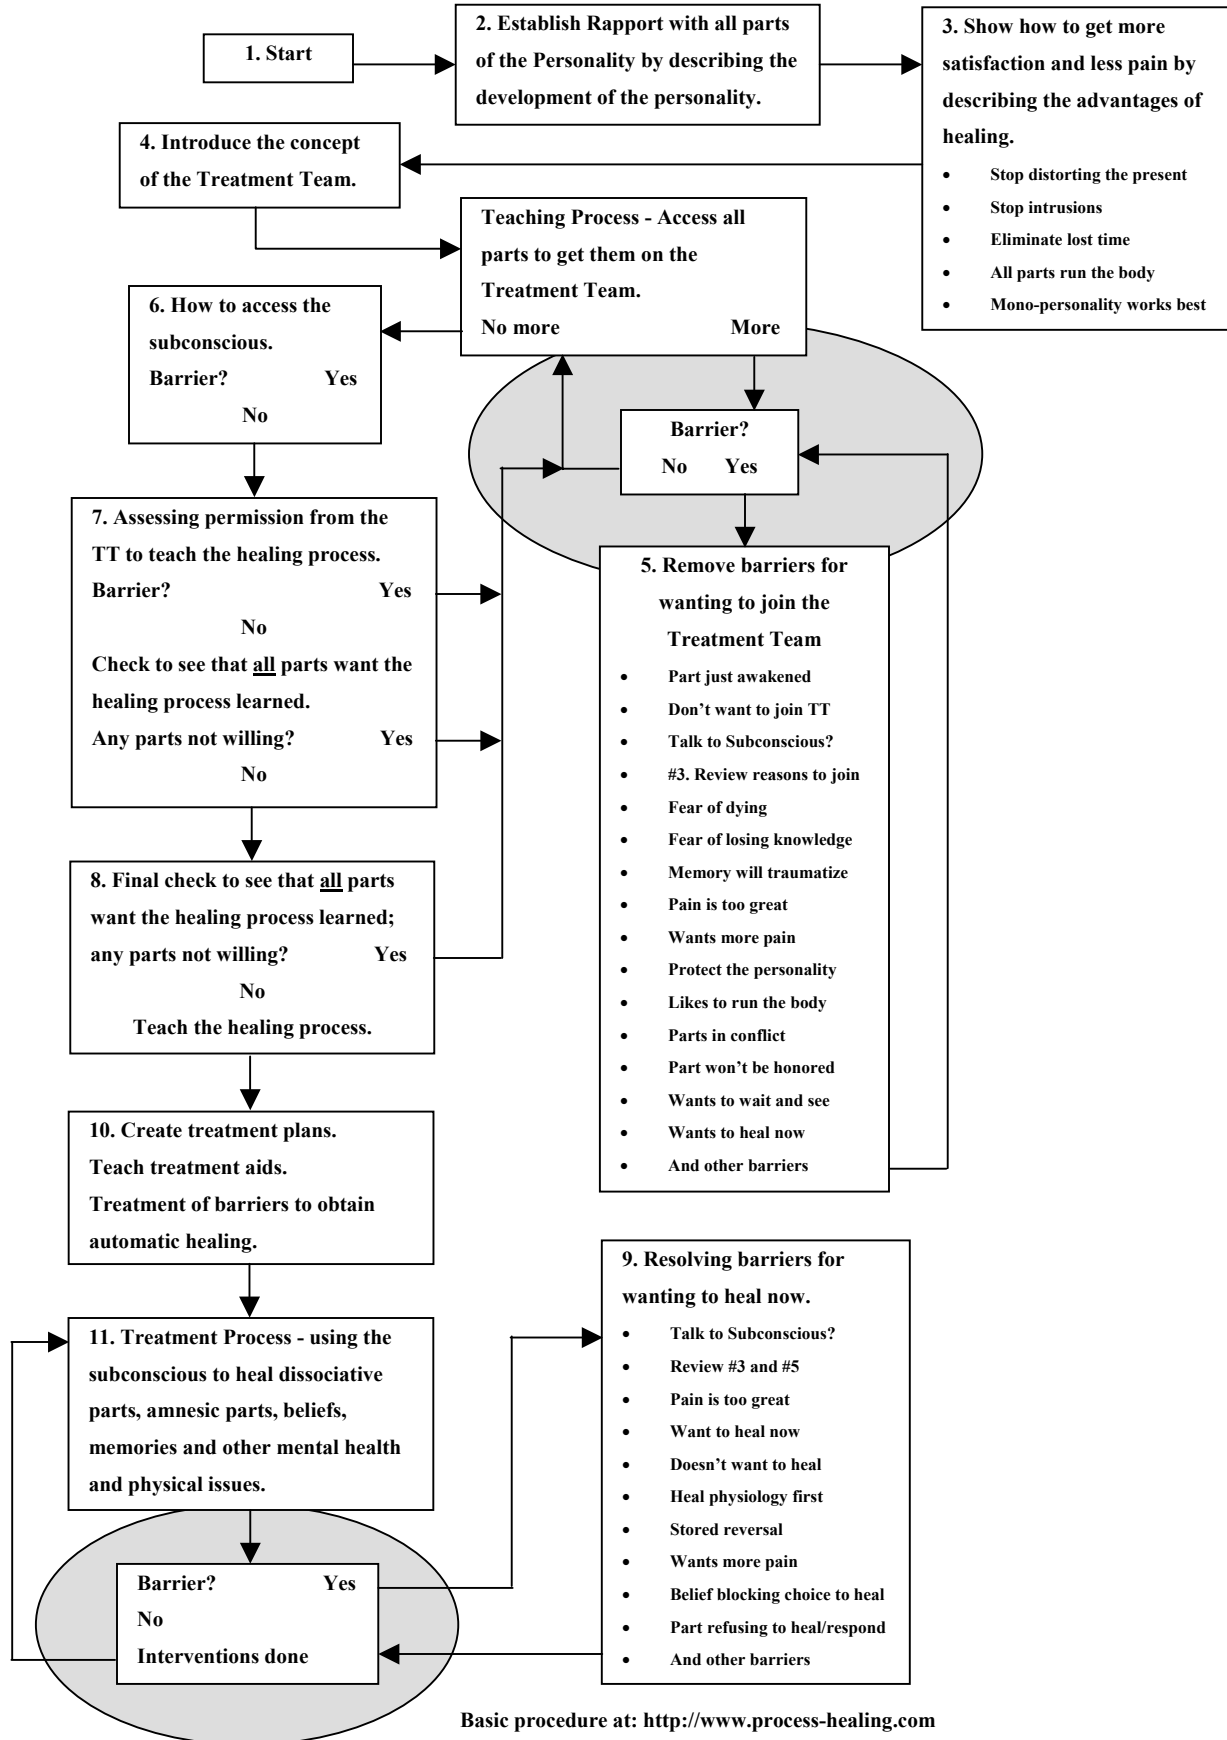 1. Start
2. Establish Rapport with all parts
of the Personality by describing the
development of the personality.
3. Show how to get more
satisfaction and less pain by
describing the advantages of
healing.
• Stop distorting the present
• Stop intrusions
• Eliminate lost time
• All parts run the body
• Mono-personality works best
4. Introduce the concept
of the Treatment Team.
Teaching Process - Access all
parts to get them on the
Treatment Team.
No more More
Barrier?
No Yes
5. Remove barriers for
wanting to join the
Treatment Team
• Part just awakened
• Don’t want to join TT
• Talk to Subconscious?
• #3. Review reasons to join
• Fear of dying
• Fear of losing knowledge
• Memory will traumatize
• Pain is too great
• Wants more pain
• Protect the personality
• Likes to run the body
• Parts in conflict
• Part won’t be honored
• Wants to wait and see
• Wants to heal now
• And other barriers
6. How to access the
subconscious.
Barrier? Yes
No
7. Assessing permission from the
TT to teach the healing process.
Barrier? Yes
No
Check to see that all parts want the
healing process learned.
Any parts not willing? Yes
No
8. Final check to see that all parts
want the healing process learned;
any parts not willing? Yes
No
Teach the healing process.
10. Create treatment plans.
Teach treatment aids.
Treatment of barriers to obtain
automatic healing.
11. Treatment Process - using the
subconscious to heal dissociative
parts, amnesic parts, beliefs,
memories and other mental health
and physical issues.
Barrier? Yes
No
Interventions done
9. Resolving barriers for
wanting to heal now.
• Talk to Subconscious?
• Review #3 and #5
• Pain is too great
• Want to heal now
• Doesn’t want to heal
• Heal physiology first
• Stored reversal
• Wants more pain
• Belief blocking choice to heal
• Part refusing to heal/respond
• And other barriers
Basic procedure at: http://www.process-healing.com